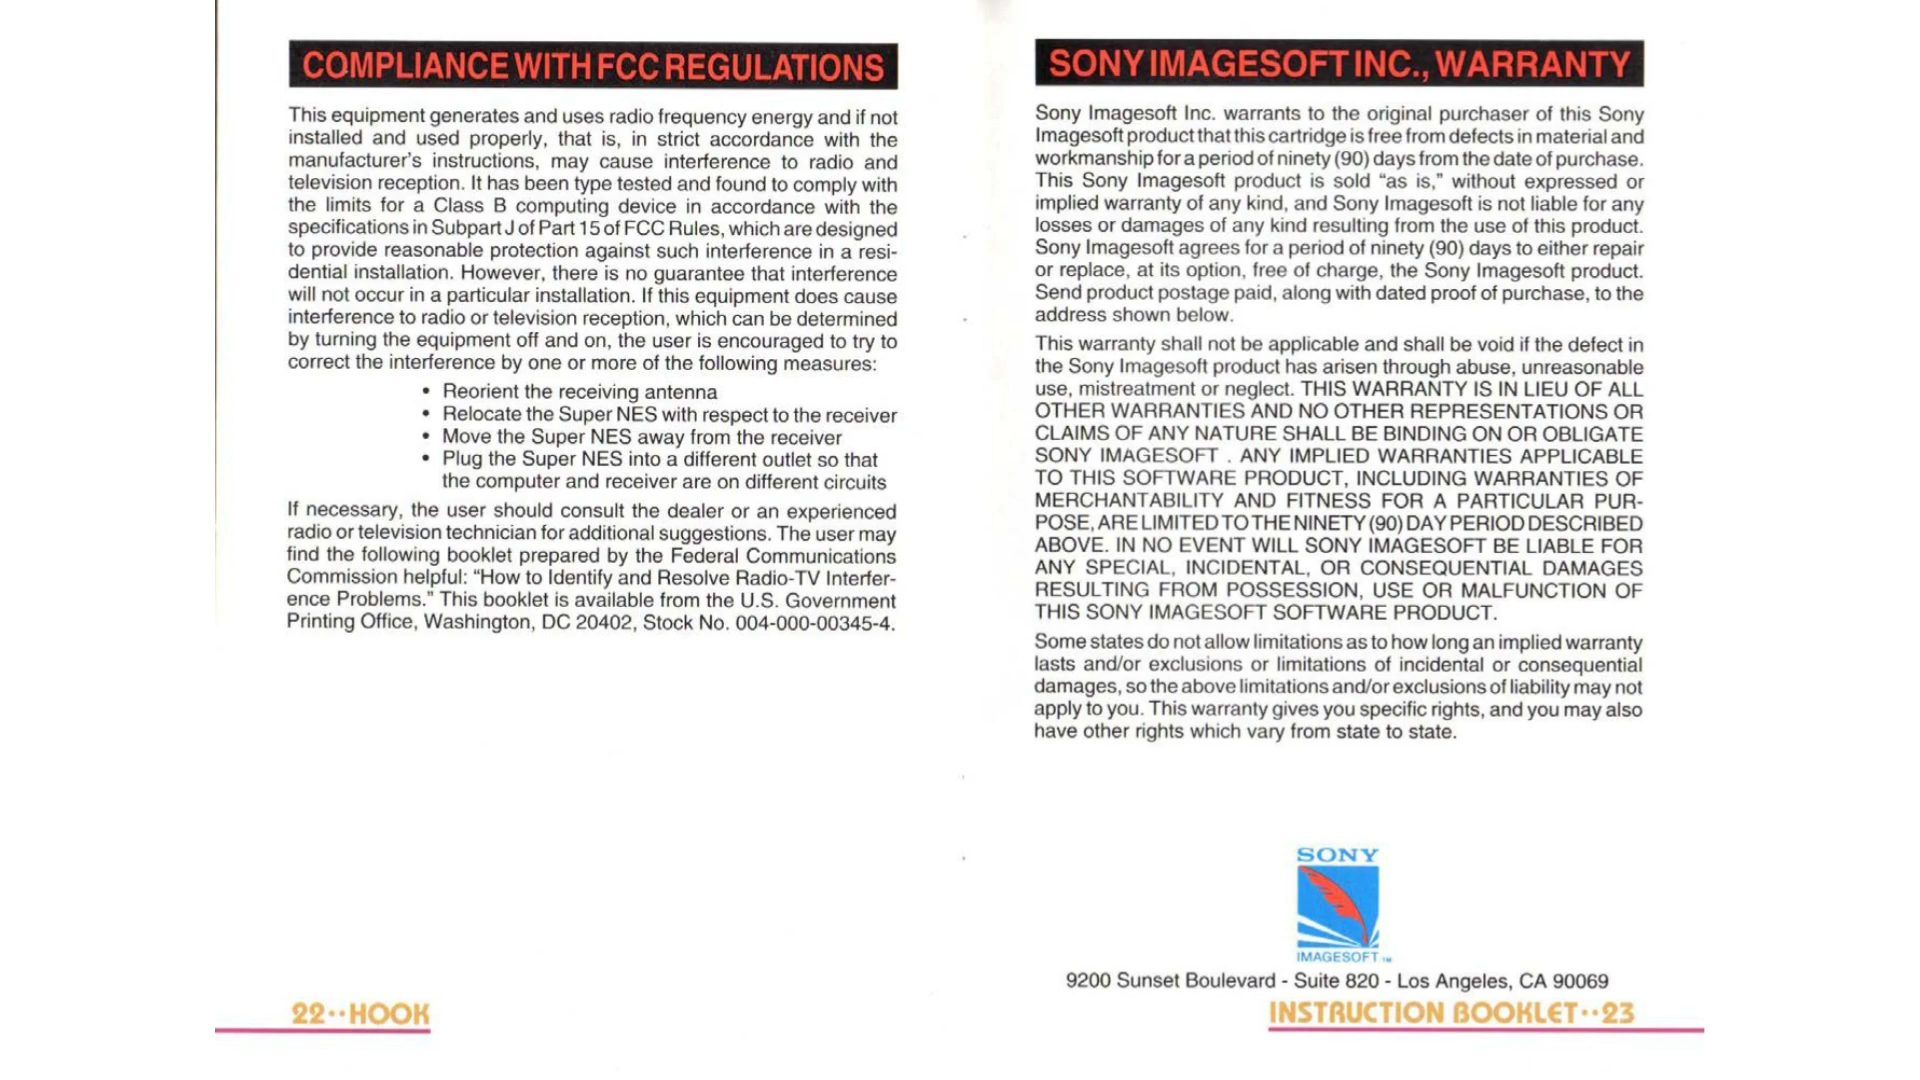 COMPLIANCE WITH FCC REGULATIONS
This equipment generates and uses radio frequency energy and if not
installed and used properly, that is, in strict accordance with the
manufacturer's instructions, may cause interference to radio and
television reception. It has been type tested and found to comply with
the limits for a Class B computing device in accordance with the
specifications in Subpart J of Part 15 of FCC Rules, which are designed
to provide reasonable protection against such interference in a resi-
dential installation. However, there is no guarantee that interference
will not occur in a particular installation. If this equipment does cause
interference to radio or television reception, which can be determined
by turning the equipment off and on, the user is encouraged to try to
correct the interference by one or more of the following measures:
• Reorient the receiving antenna
• Relocate the Super NES with respect to the receiver
• Move the Super NES away from the receiver
• Plug the Super NES into a different outlet so that
the computer and receiver are on different circuits
If necessary, the user should consult the dealer or an experienced
radio or television technician for additional suggestions. The user may
find the following booklet prepared by the Federal Communications
Commission helpful: “How to Identify and Resolve Radio-TV Interfer-
ence Problems.” This booklet is available from the U.S. Government
Printing Office, Washington, DC 20402, Stock No. 004-000-00345-4.
22··HOOK
SONY IMAGESOFT INC., WARRANTY
Sony Imagesoft Inc. warrants to the original purchaser of this Sony
Imagesoft product that this cartridge is free from defects in material and
workmanship for a period of ninety (90) days from the date of purchase.
This Sony Imagesoft product is sold “as is,” without expressed or
implied warranty of any kind, and Sony Imagesoft is not liable for any
losses or damages of any kind resulting from the use of this product.
Sony Imagesoft agrees for a period of ninety (90) days to either repair
or replace, at its option, free of charge, the Sony Imagesoft product.
Send product postage paid, along with dated proof of purchase, to the
address shown below.
This warranty shall not be applicable and shall be void if the defect in
the Sony Imagesoft product has arisen through abuse, unreasonable
use, mistreatment or neglect. THIS WARRANTY IS IN LIEU OF ALL
OTHER WARRANTIES AND NO OTHER REPRESENTATIONS OR
CLAIMS OF ANY NATURE SHALL BE BINDING ON OR OBLIGATE
SONY IMAGESOFT . ANY IMPLIED WARRANTIES APPLICABLE
TO THIS SOFTWARE PRODUCT, INCLUDING WARRANTIES OF
MERCHANTABILITY AND FITNESS FOR A PARTICULAR PUR-
POSE, ARE LIMITED TO THE NINETY (90) DAY PERIOD DESCRIBED
ABOVE. IN NO EVENT WILL SONY IMAGESOFT BE LIABLE FOR
ANY SPECIAL, INCIDENTAL, OR CONSEQUENTIAL DAMAGES
RESULTING FROM POSSESSION, USE OR MALFUNCTION OF
THIS SONY IMAGESOFT SOFTWARE PRODUCT.
Some states do not allow limitations as to how long an implied warranty
lasts and/or exclusions or limitations of incidental or consequential
damages, so the above limitations and/or exclusions of liability may not
apply to you. This warranty gives you specific rights, and you may also
have other rights which vary from state to state.
SONY
IMAGESOFT™
9200 Sunset Boulevard - Suite 820 - Los Angeles, CA 90069
INSTRUCTION BOOKLET··23